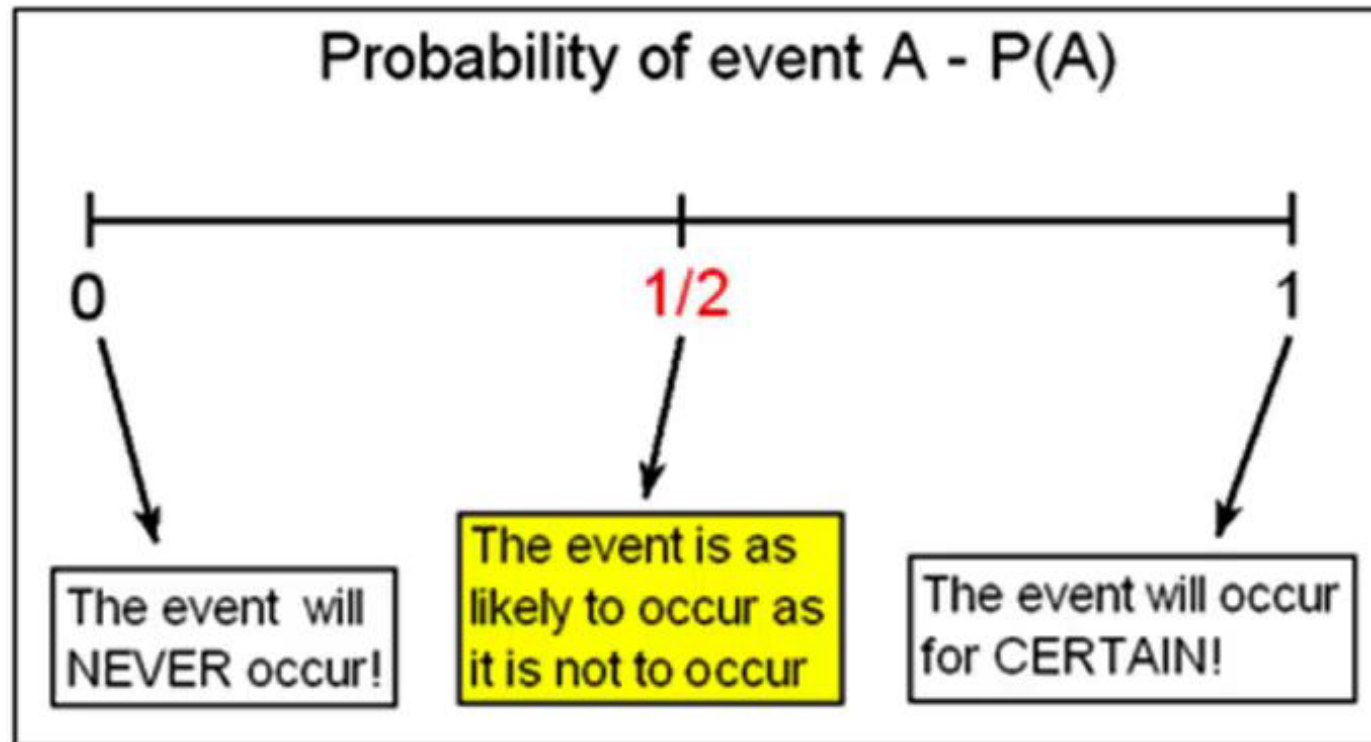 Probability of event A - P(A)
0
1/2
1
The event will
NEVER occur!
The event is as
likely to occur as
it is not to occur
The event will occur
for CERTAIN!